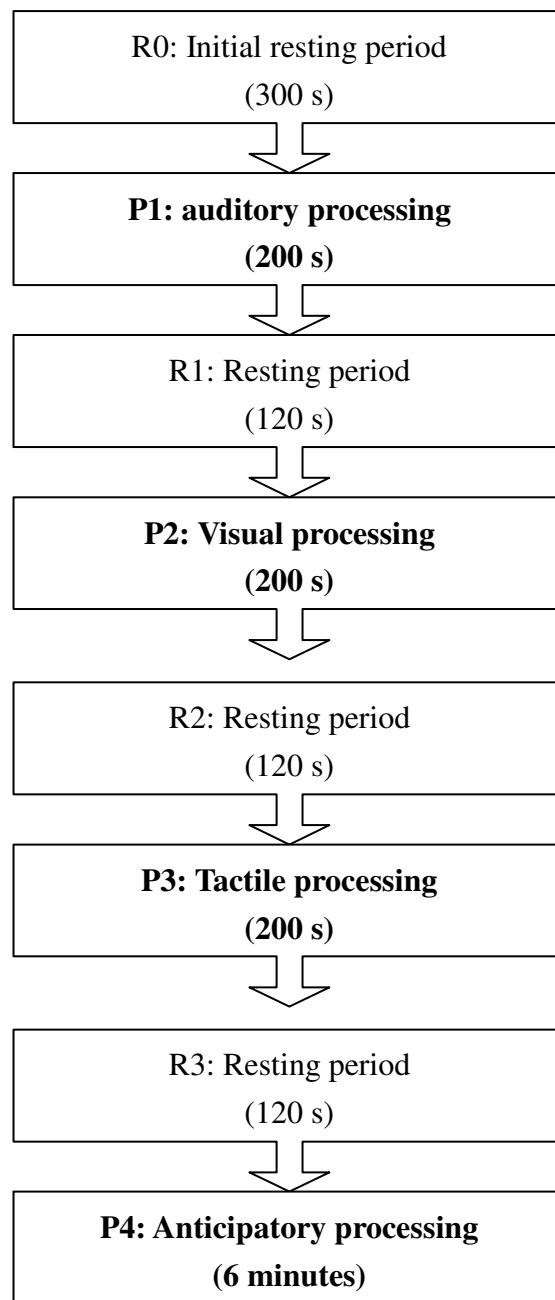 R0: Initial resting period
(300 s)
P1: auditory processing
(200 s)
R1: Resting period
(120 s)
P2: Visual processing
(200 s)
R2: Resting period
(120 s)
P3: Tactile processing
(200 s)
R3: Resting period
(120 s)
P4: Anticipatory processing
(6 minutes)